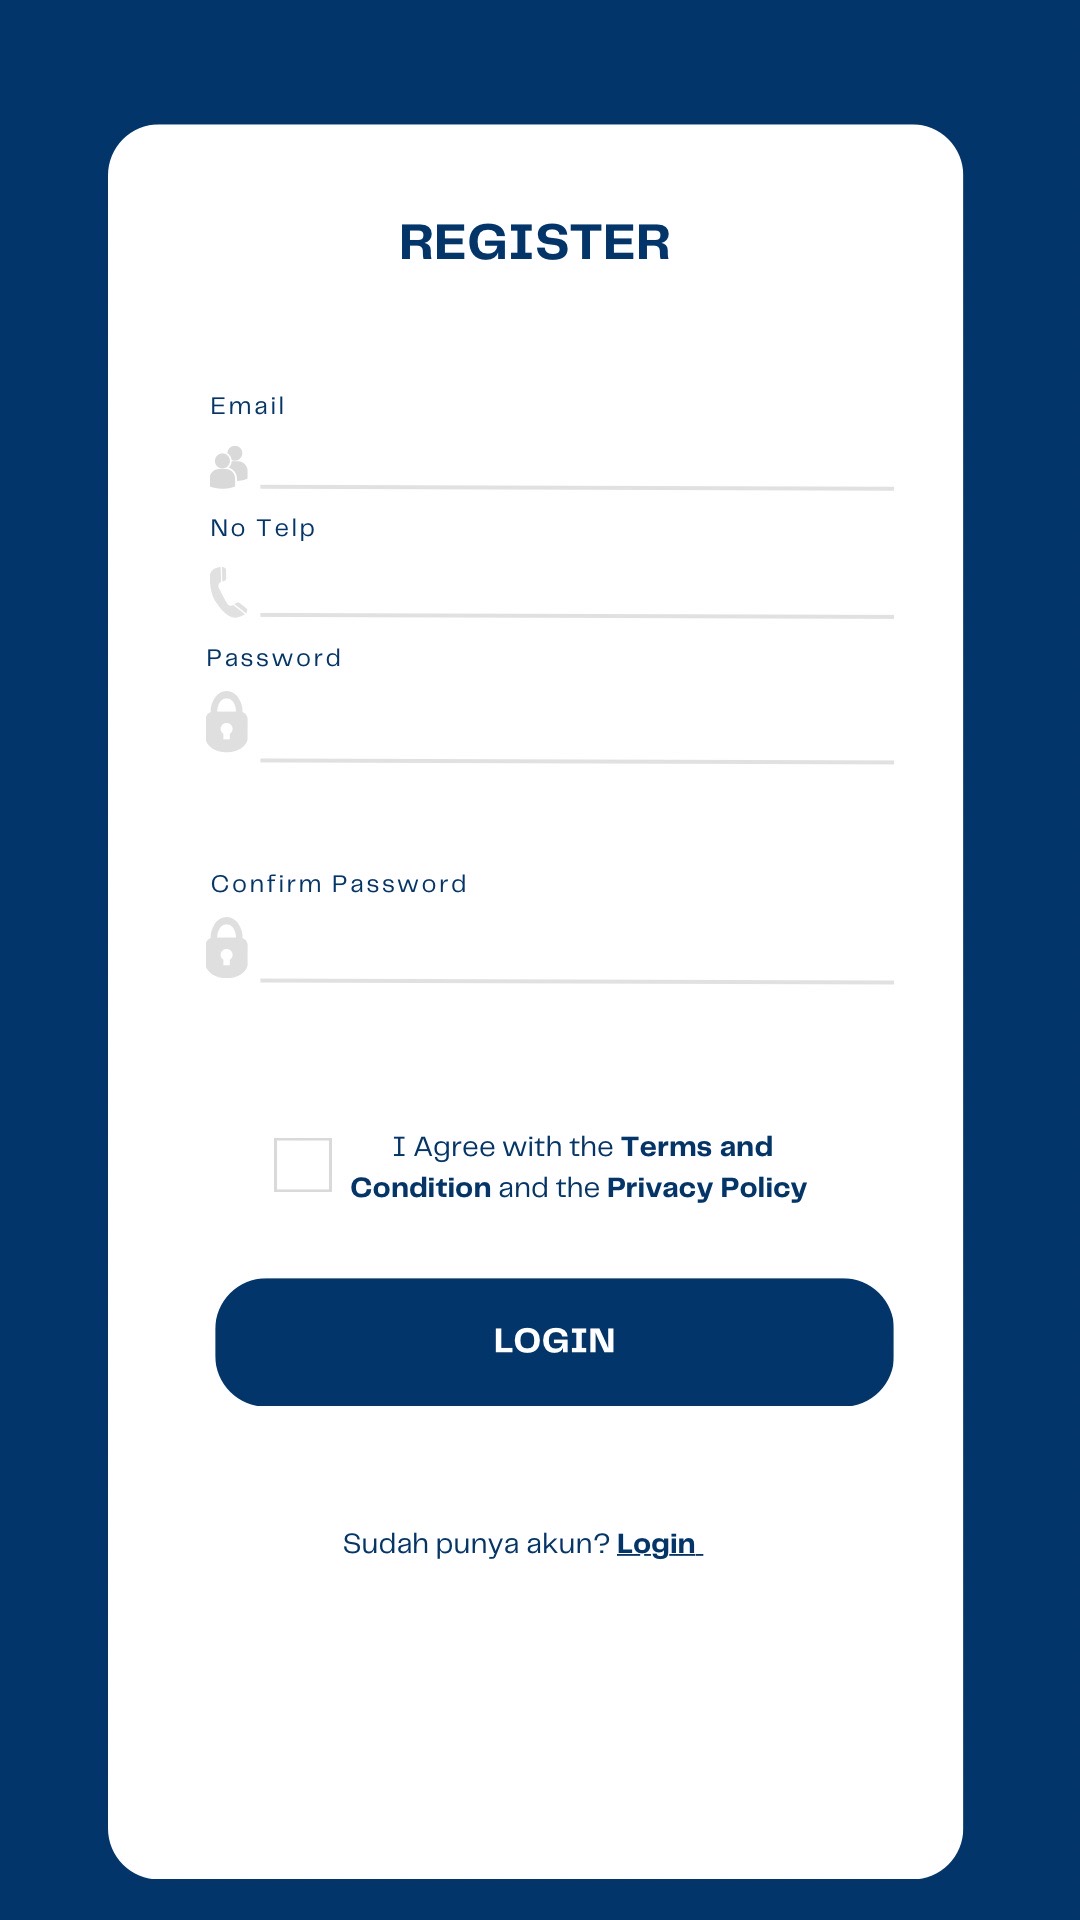 REGISTER
Email
No Telp
Password
Confirm Password
I Agree with the Terms and
Condition and the Privacy Policy
LOGIN
Sudah punya akun? Login